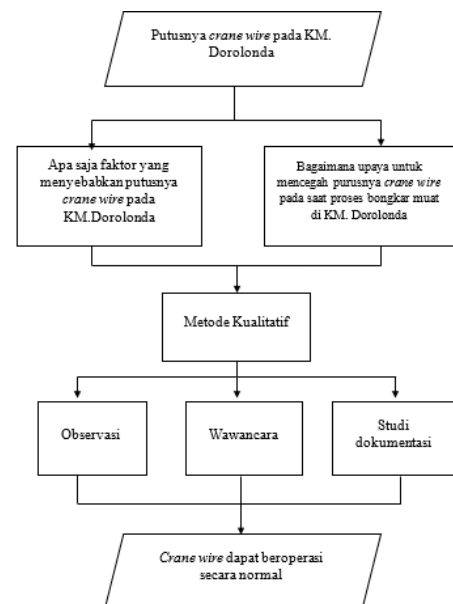 Putusnya crane wire pada KM.
Dorolonda
Apa saja faktor yang
menyebabkan putusnya
crane wire pada
KM.Dorolonda
Bagaimana upaya untuk
mencegah purusnya crane wire
pada saat proses bongkar muat
di KM. Dorolonda
Metode Kualitatif
Observasi
Wawancara
Studi
dokumentasi
Crane wire dapat beroperasi
secara normal